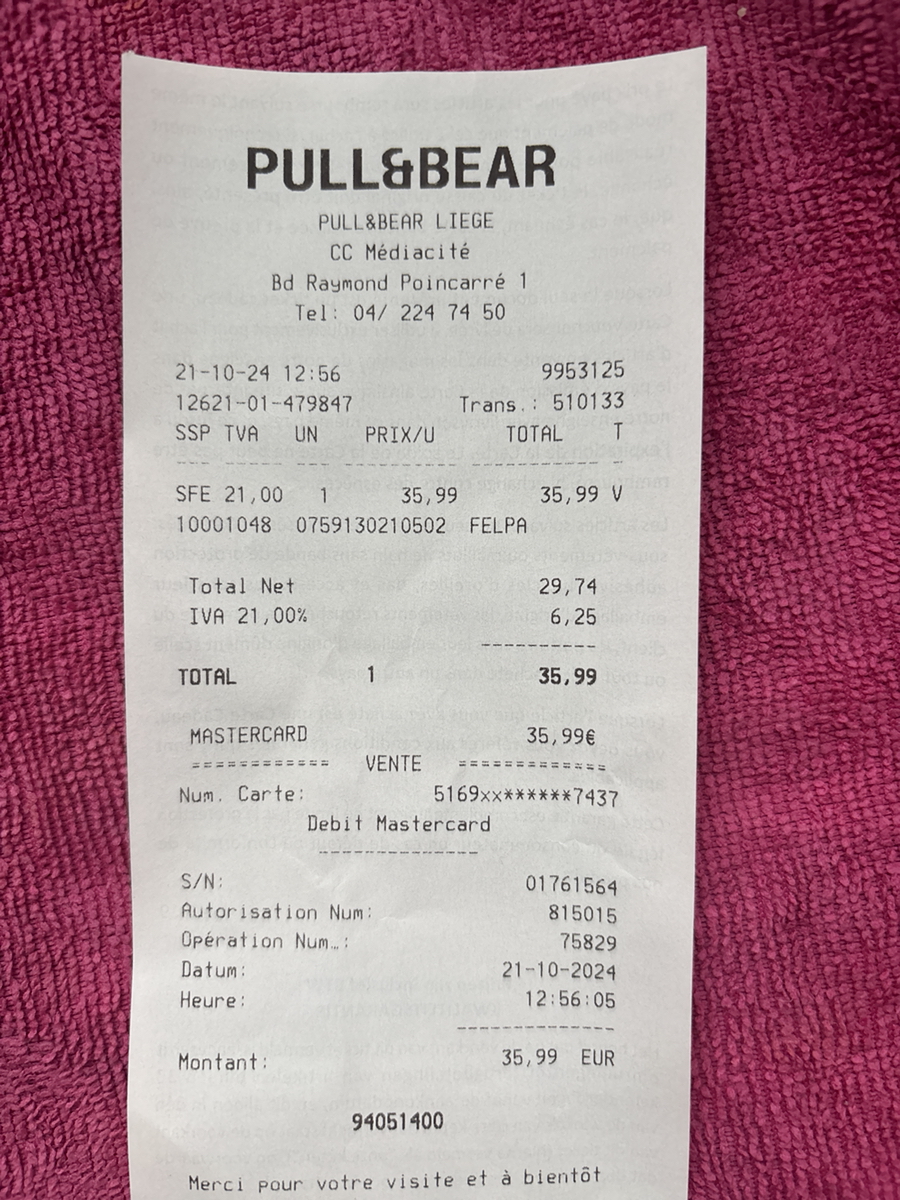 PULL&BEAR
PULL&BEAR LIEGE
CC Médiacité
Bd Raymond Poincarré 1
Tel: 04/ 224 74 50
21-10-24 12:56 9953125
12621-01-479847 Trans.: 510133
SSP TVA UN PRIX/U TOTAL T
SFE 21,00 1 35,99 35,99 V
10001048 0759130210502 FELPA
Total Net 29,74
IVA 21,00% 6,25
TOTAL 1 35,99
MASTERCARD 35,99€
============ VENTE =============
Num. Carte: 5169xx******7437
Debit Mastercard
S/N: 01761564
Autorisation Num: 815015
Opération Num…: 75829
Datum: 21-10-2024
Heure: 12:56:05
Montant: 35,99 EUR
94051400
Merci pour votre visite et à bientôt